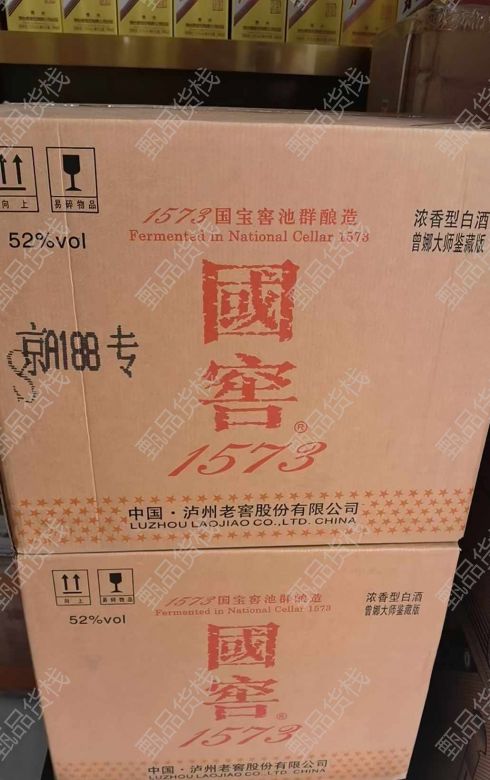 向上
易碎物品
52%vol
1573国宝窖池群酿造
Fermented in National Cellar 1573
浓香型白酒
曾娜大师鉴藏版
國
窖®
1573
京A188专
中国·泸州老窖股份有限公司
LUZHOU LAOJIAO CO.,LTD. CHINA
向上
易碎物品
52%vol
1573国宝窖池群酿造
Fermented in National Cellar 1573
浓香型白酒
曾娜大师鉴藏版
國
窖®
1573
中国·泸州老窖股份有限公司
LUZHOU LAOJIAO CO.,LTD. CHINA
甄品货栈